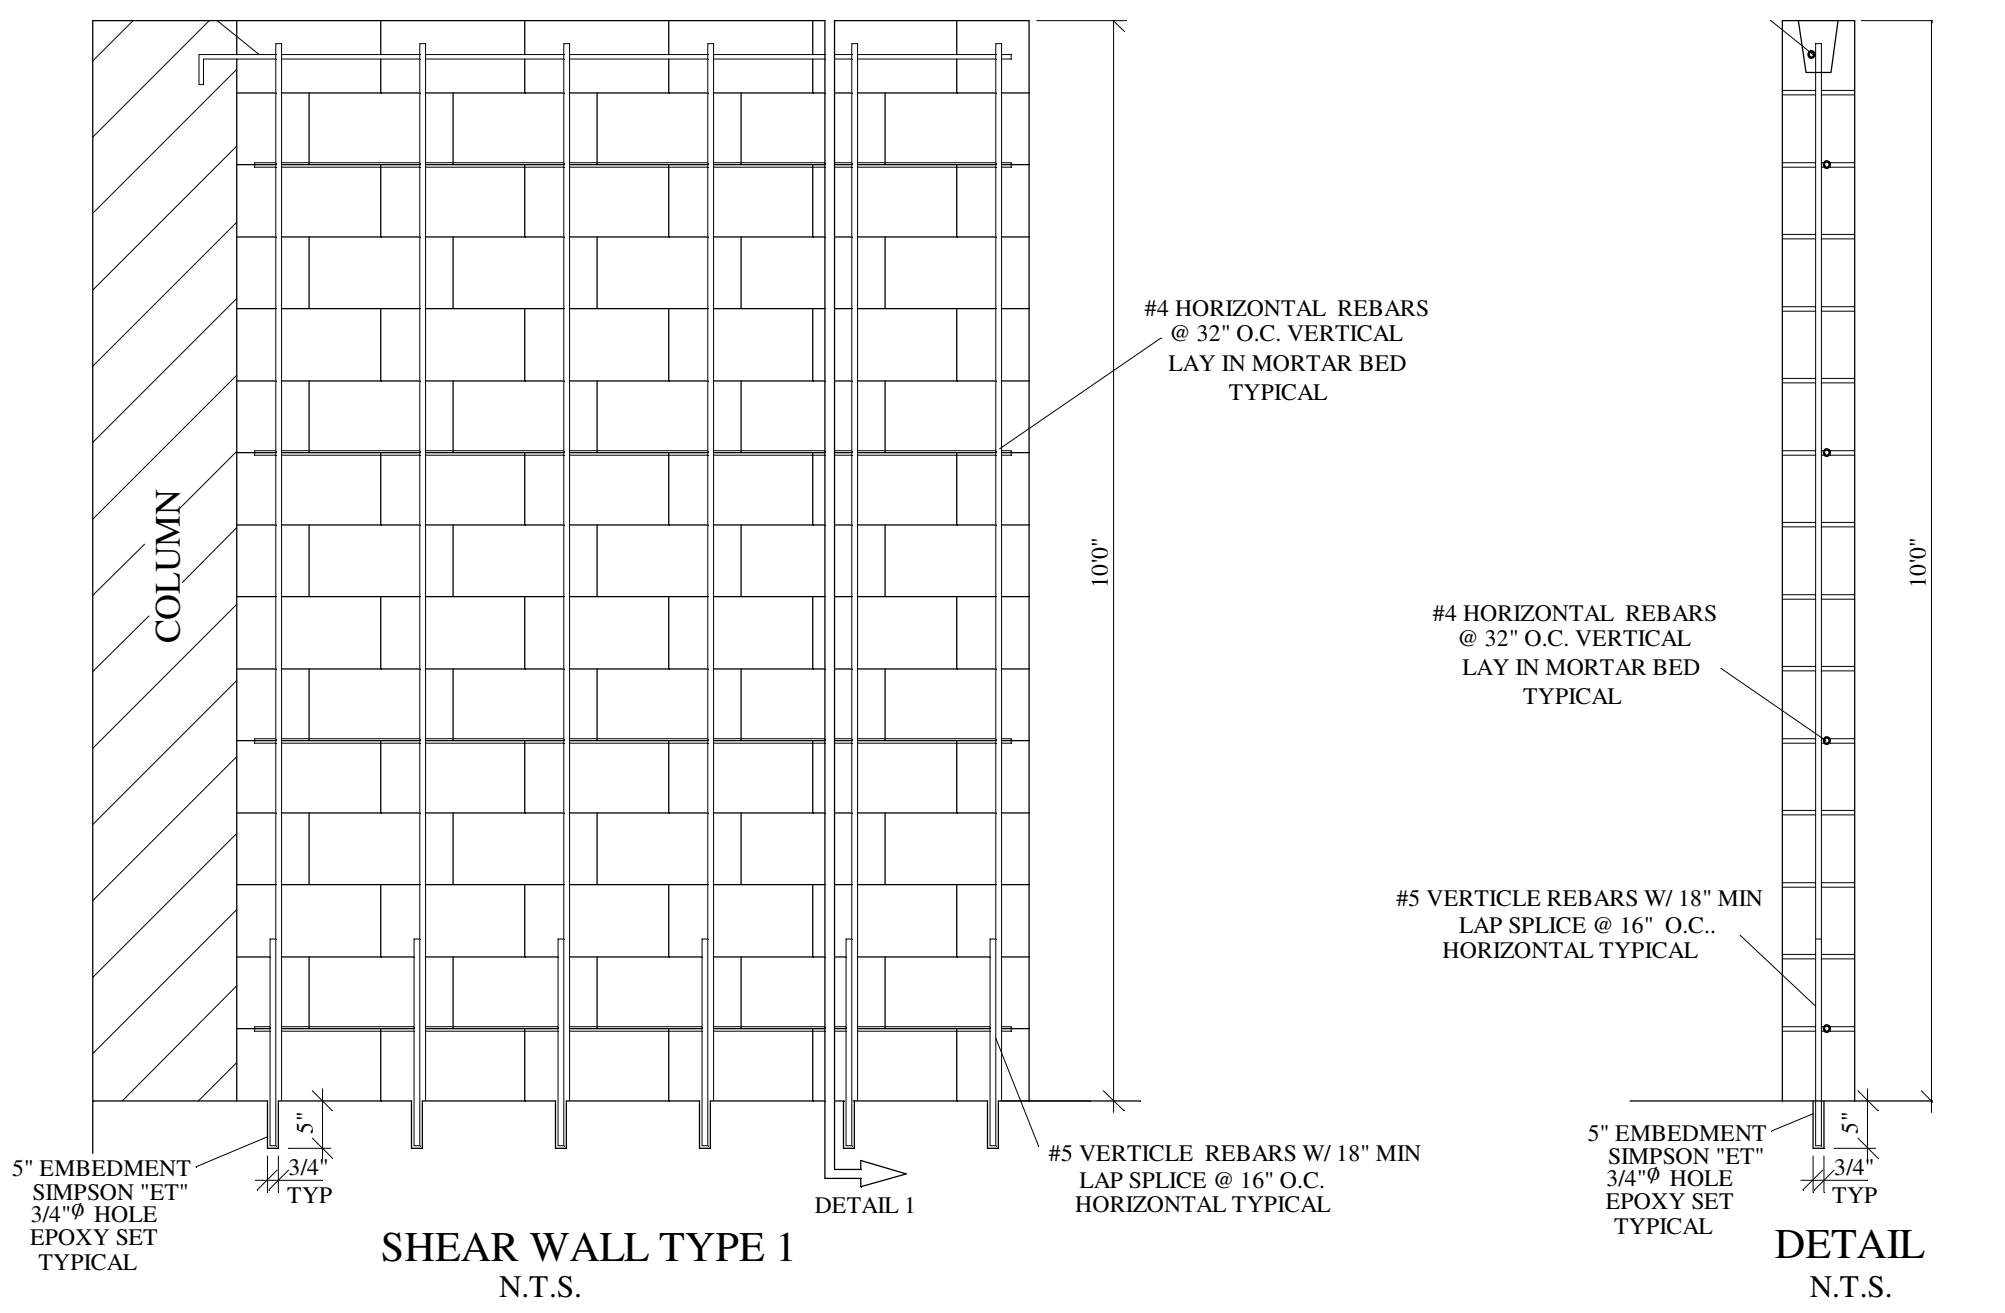 COLUMN
#4 HORIZONTAL REBARS
@ 32" O.C. VERTICAL
LAY IN MORTAR BED
TYPICAL
10'0"
5"
3/4"
TYP
5" EMBEDMENT
SIMPSON "ET"
3/4"Ø HOLE
EPOXY SET
TYPICAL
DETAIL 1
#5 VERTICLE REBARS W/ 18" MIN
LAP SPLICE @ 16" O.C.
HORIZONTAL TYPICAL
SHEAR WALL TYPE 1
N.T.S.
10'0"
#4 HORIZONTAL REBARS
@ 32" O.C. VERTICAL
LAY IN MORTAR BED
TYPICAL
#5 VERTICLE REBARS W/ 18" MIN
LAP SPLICE @ 16" O.C..
HORIZONTAL TYPICAL
5" EMBEDMENT
SIMPSON "ET"
3/4"Ø HOLE
EPOXY SET
TYPICAL
5"
3/4"
TYP
DETAIL
N.T.S.